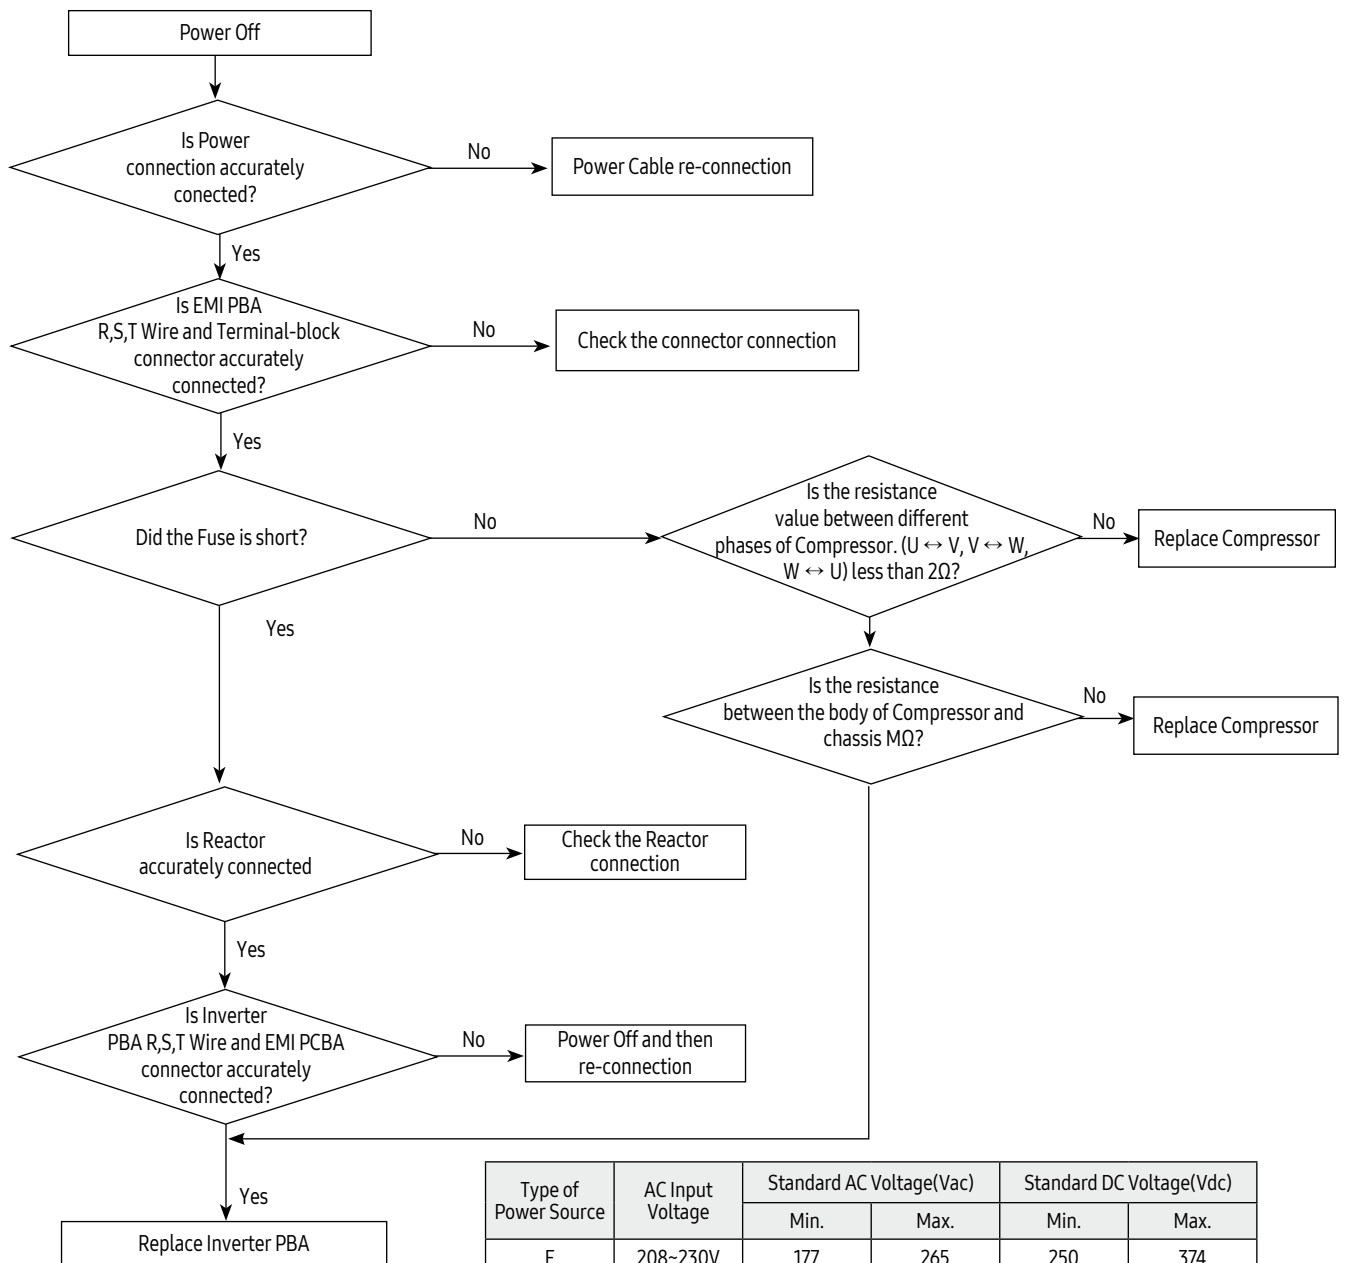 Power Off
Is Power
connection accurately
conected?
No
Power Cable re-connection
Yes
Is EMI PBA
R,S,T Wire and Terminal-block
connector accurately
connected?
No
Check the connector connection
Yes
Did the Fuse is short?
No
Is the resistance
value between different
phases of Compressor. (U ↔ V, V ↔ W,
W ↔ U) less than 2Ω?
No
Replace Compressor
Yes
Is the resistance
between the body of Compressor and
chassis MΩ?
No
Replace Compressor
Is Reactor
accurately connected
No
Check the Reactor
connection
Yes
Is Inverter
PBA R,S,T Wire and EMI PCBA
connector accurately
connected?
No
Power Off and then
re-connection
Yes
Replace Inverter PBA
Type of
Power Source
AC Input
Voltage
Standard AC Voltage(Vac)
Standard DC Voltage(Vdc)
Min.
Max.
Min.
Max.
208~230V
177
265
250
374